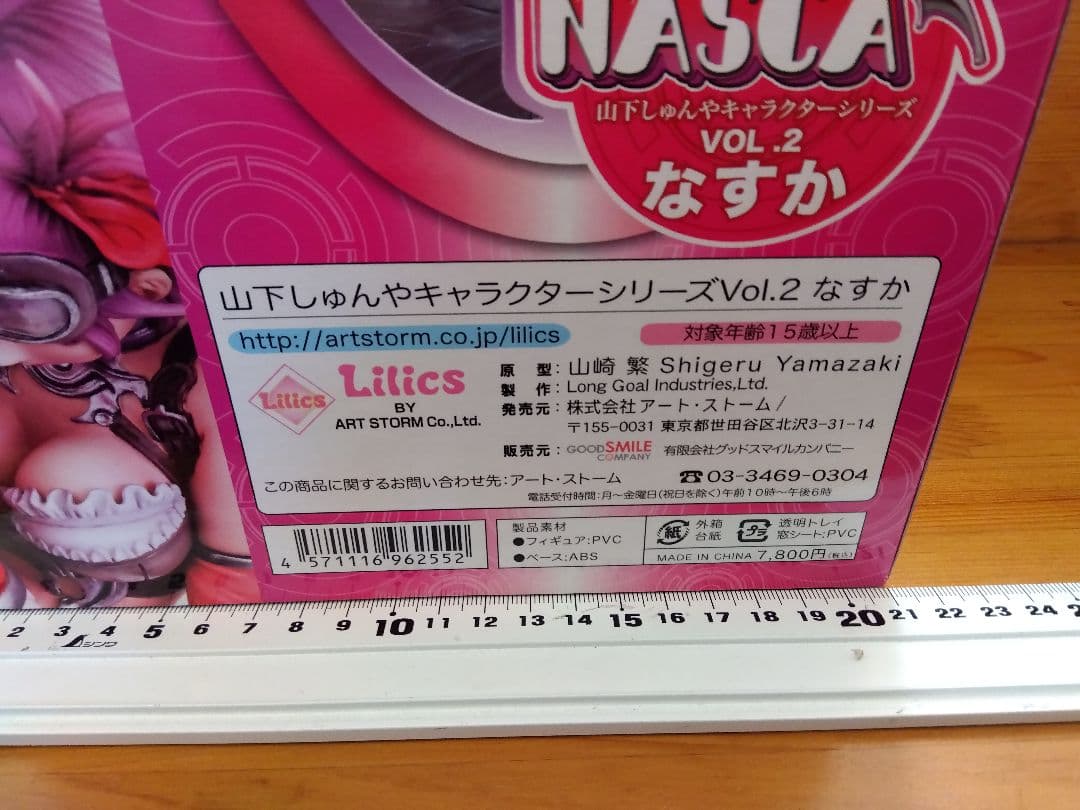 NASCA
山下しゅんやキャラクターシリーズ
VOL.2
なすか
山下しゅんやキャラクターシリーズVol.2 なすか
http://artstorm.co.jp/lilics
対象年齢15歳以上
Lilics
Lilics
BY
ART STORM Co.,Ltd.
原 型: 山崎 繁 Shigeru Yamazaki
製 作: Long Goal Industries,Ltd.
発売元: 株式会社アート・ストーム/
〒155-0031 東京都世田谷区北沢3-31-14
販売元: GOOD SMILE COMPANY 有限会社グッドスマイルカンパニー
この商品に関するお問い合わせ先:アート・ストーム ☎03-3469-0304
電話受付時間:月～金曜日(祝日を除く)午前10時～午後6時
4 571116 962552
製品素材
●フィギュア:PVC
●ベース:ABS
紙 外箱 台紙
プラ 透明トレイ 窓シート:PVC
MADE IN CHINA 7,800円(税込)
2 3 4 5 6 7 8 9 10 11 12 13 14 15 16 17 18 19 20 21 22 23 24
シンワ